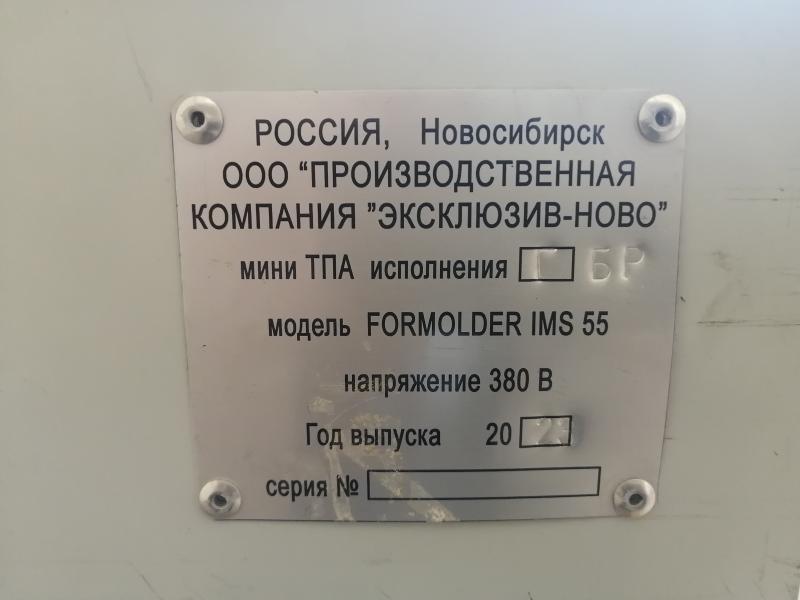 РОССИЯ, Новосибирск
ООО “ПРОИЗВОДСТВЕННАЯ
КОМПАНИЯ ”ЭКСКЛЮЗИВ-НОВО”
мини ТПА исполнения Г БР
модель FORMOLDER IMS 55
напряжение 380 В
Год выпуска 20
серия №